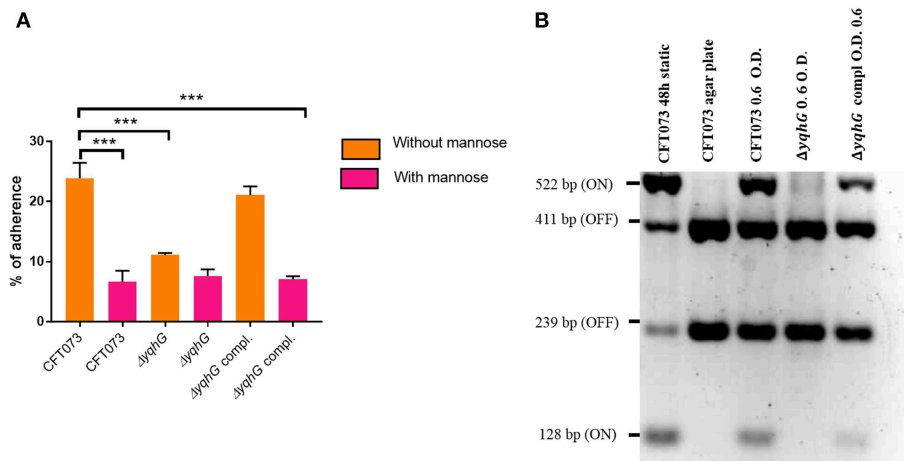 A
***
***
***
30
20
10
0
% of adherence
CFT073
CFT073
ΔyqhG
ΔyqhG
ΔyqhG compl.
ΔyqhG compl.
Without mannose
With mannose
B
CFT073 48h static
CFT073 agar plate
CFT073 0.6 O.D.
ΔyqhG 0.6 O.D.
ΔyqhG compl O.D. 0.6
522 bp (ON)
411 bp (OFF)
239 bp (OFF)
128 bp (ON)